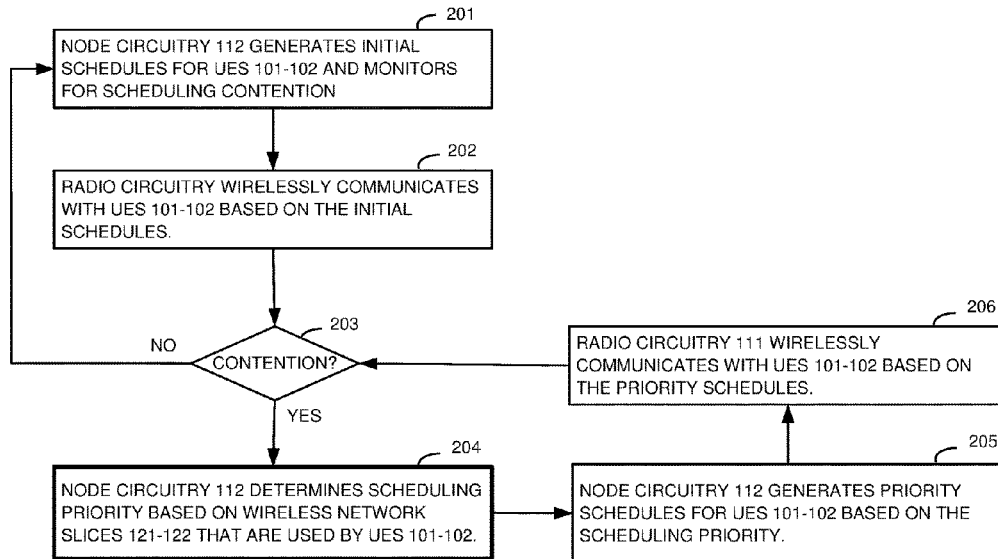 201
NODE CIRCUITRY 112 GENERATES INITIAL
SCHEDULES FOR UES 101-102 AND MONITORS
FOR SCHEDULING CONTENTION
202
RADIO CIRCUITRY WIRELESSLY COMMUNICATES
WITH UES 101-102 BASED ON THE INITIAL
SCHEDULES.
203
NO
CONTENTION?
YES
204
NODE CIRCUITRY 112 DETERMINES SCHEDULING
PRIORITY BASED ON WIRELESS NETWORK
SLICES 121-122 THAT ARE USED BY UES 101-102.
205
NODE CIRCUITRY 112 GENERATES PRIORITY
SCHEDULES FOR UES 101-102 BASED ON THE
SCHEDULING PRIORITY.
206
RADIO CIRCUITRY 111 WIRELESSLY
COMMUNICATES WITH UES 101-102 BASED ON
THE PRIORITY SCHEDULES.